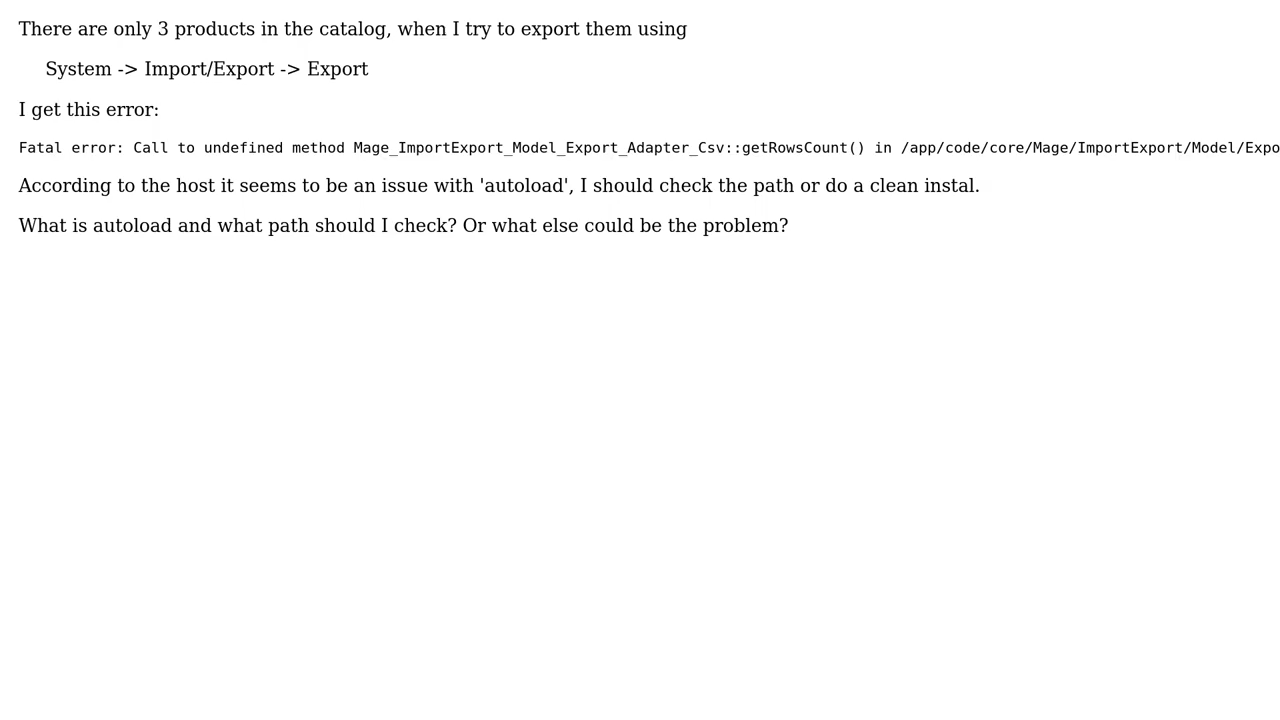 There are only 3 products in the catalog, when I try to export them using
System -> Import/Export -> Export
I get this error:
Fatal error: Call to undefined method Mage_ImportExport_Model_Export_Adapter_Csv::getRowsCount() in /app/code/core/Mage/ImportExport/Model/Expo
According to the host it seems to be an issue with 'autoload', I should check the path or do a clean instal.
What is autoload and what path should I check? Or what else could be the problem?